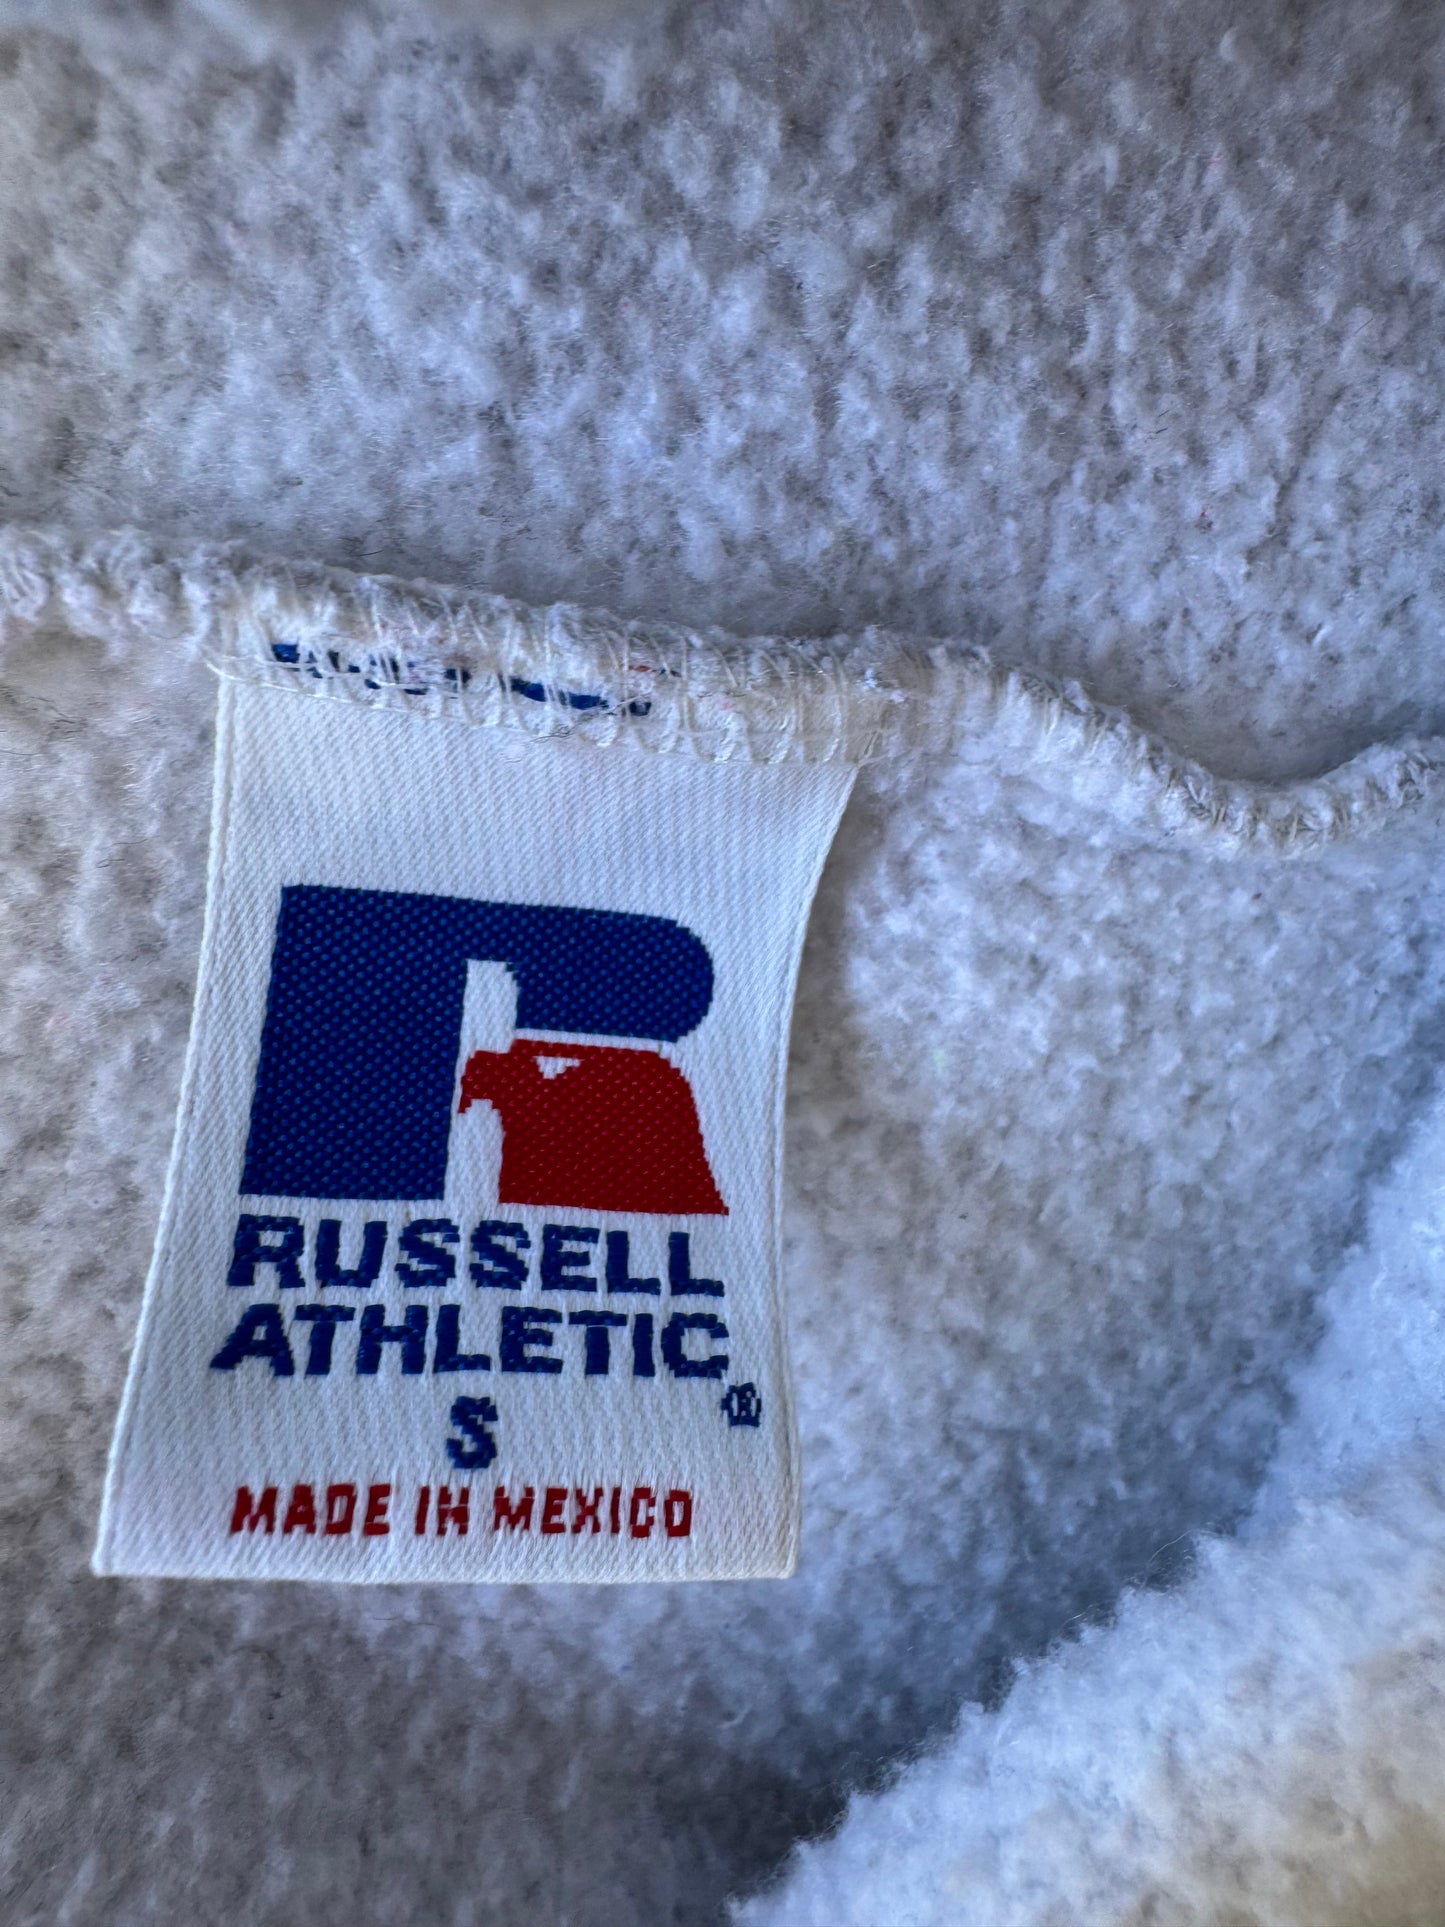 RUSSELL
ATHLETIC
®
S
MADE IN MEXICO